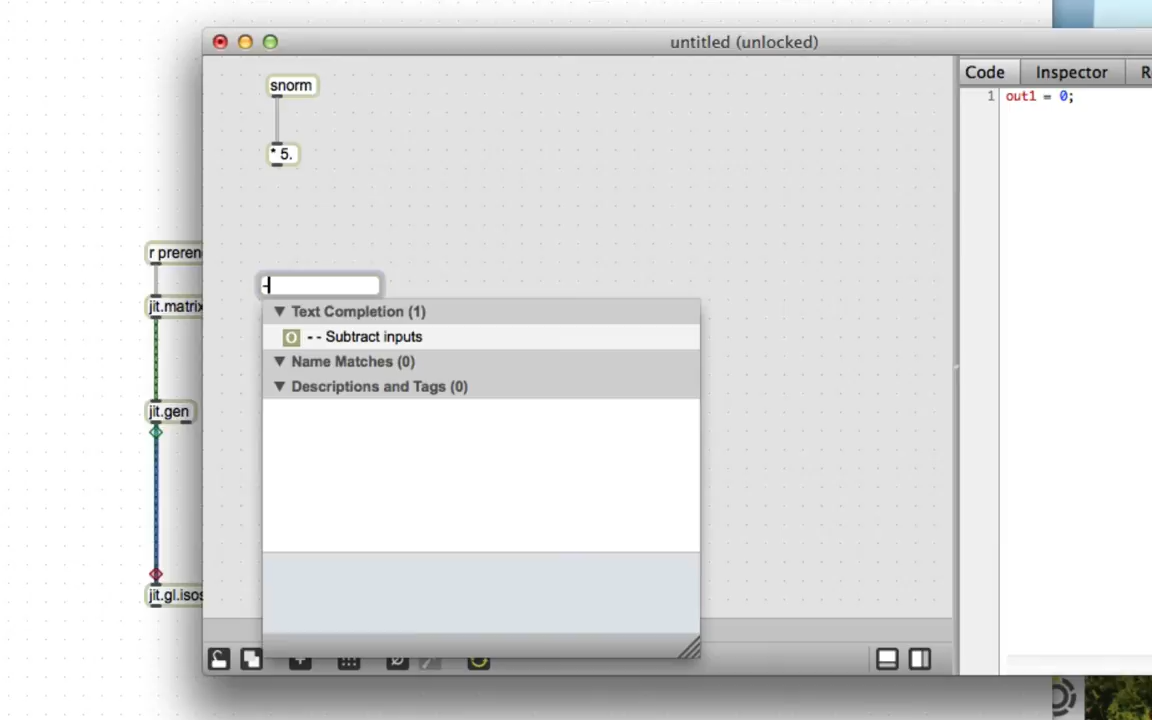 untitled (unlocked)
snorm
Code
Inspector
R
1 out1 = 0;
* 5.
r preren
-
jit.matrix
Text Completion (1)
O - - Subtract inputs
Name Matches (0)
Descriptions and Tags (0)
jit.gen
jit.gl.isos